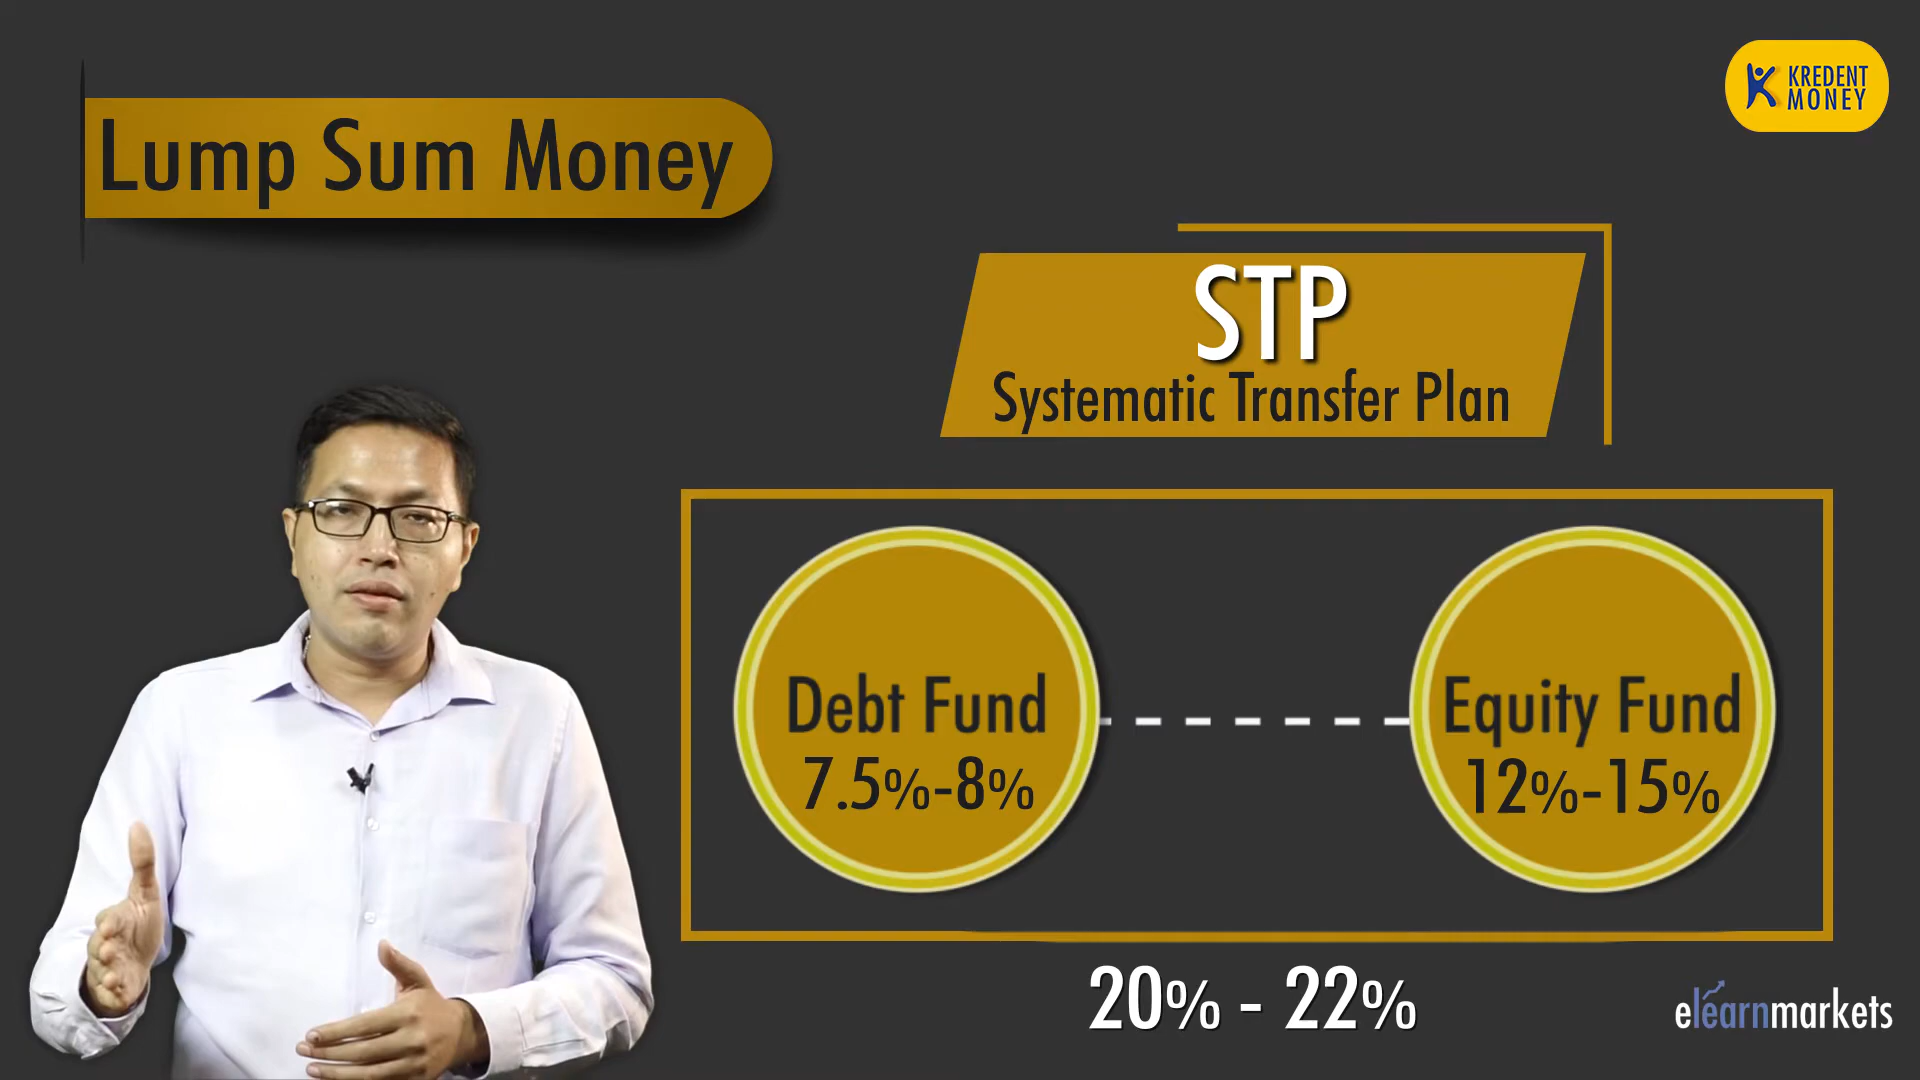 Lump Sum Money
KREDENT
MONEY
STP
Systematic Transfer Plan
Debt Fund
7.5%-8%
Equity Fund
12%-15%
20% - 22%
elearnmarkets